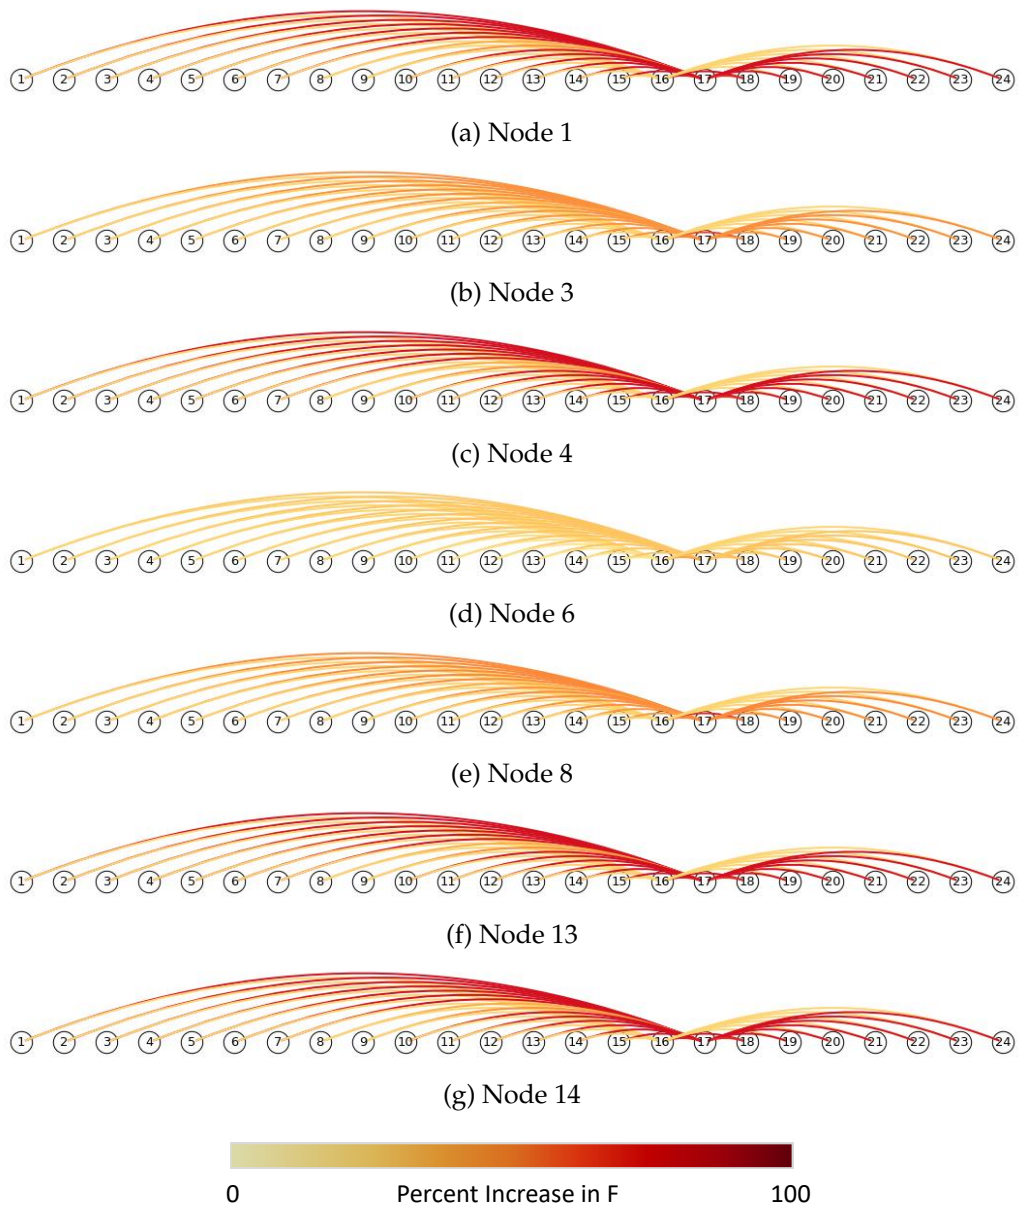 1 2 3 4 5 6 7 8 9 10 11 12 13 14 15 16 17 18 19 20 21 22 23 24
(a) Node 1
1 2 3 4 5 6 7 8 9 10 11 12 13 14 15 16 17 18 19 20 21 22 23 24
(b) Node 3
1 2 3 4 5 6 7 8 9 10 11 12 13 14 15 16 17 18 19 20 21 22 23 24
(c) Node 4
1 2 3 4 5 6 7 8 9 10 11 12 13 14 15 16 17 18 19 20 21 22 23 24
(d) Node 6
1 2 3 4 5 6 7 8 9 10 11 12 13 14 15 16 17 18 19 20 21 22 23 24
(e) Node 8
1 2 3 4 5 6 7 8 9 10 11 12 13 14 15 16 17 18 19 20 21 22 23 24
(f) Node 13
1 2 3 4 5 6 7 8 9 10 11 12 13 14 15 16 17 18 19 20 21 22 23 24
(g) Node 14
0 Percent Increase in F 100